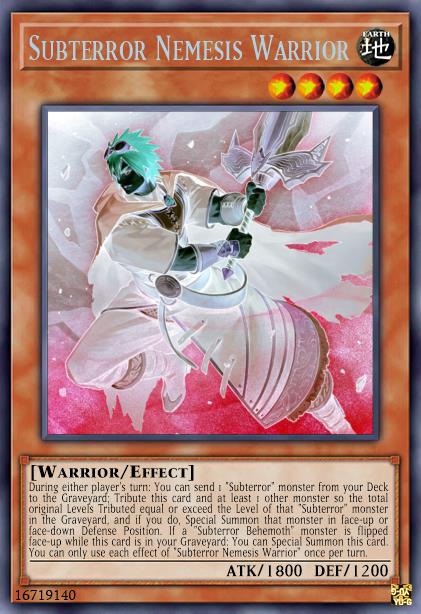 SUBTERROR NEMESIS WARRIOR
EARTH
地
[WARRIOR/EFFECT]
During either player's turn: You can send 1 "Subterror" monster from your Deck
to the Graveyard; Tribute this card and at least 1 other monster so the total
original Levels Tributed equal or exceed the Level of that "Subterror" monster
in the Graveyard, and if you do, Special Summon that monster in face-up or
face-down Defense Position. If a "Subterror Behemoth" monster is flipped
face-up while this card is in your Graveyard: You can Special Summon this card.
You can only use each effect of "Subterror Nemesis Warrior" once per turn.
ATK/1800 DEF/1200
16719140